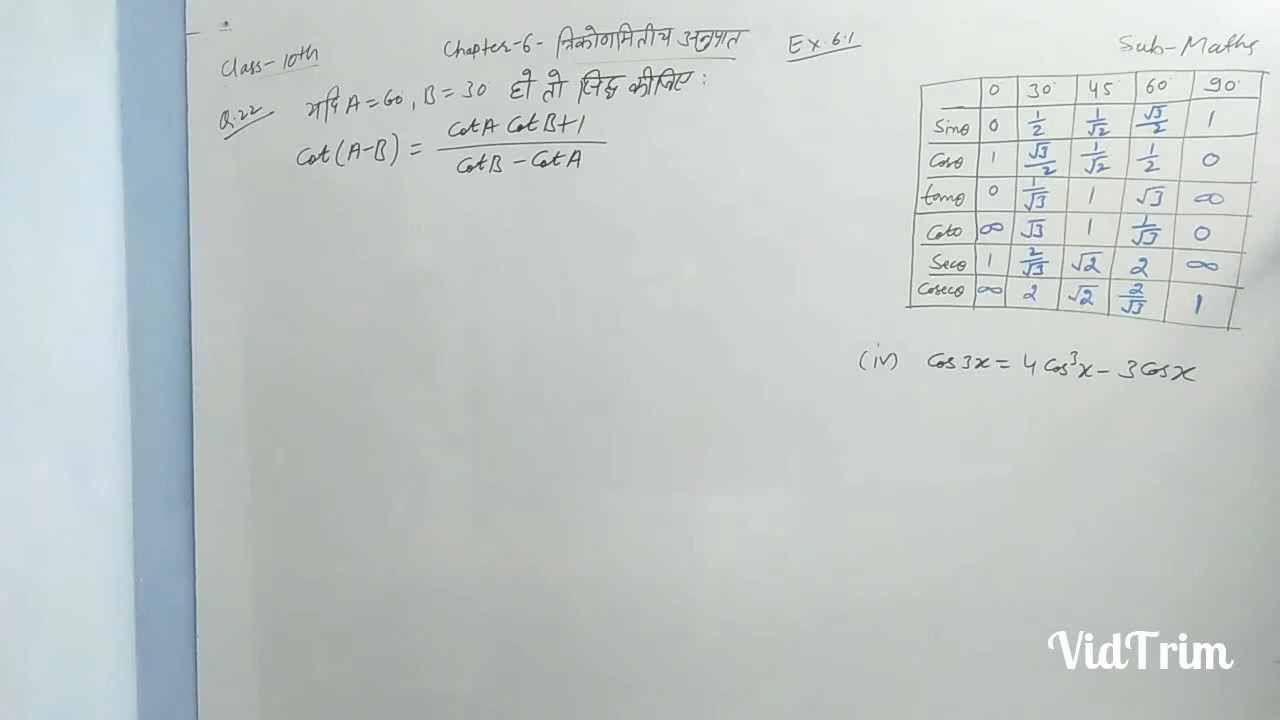 Class-10th Chapter-6- त्रिकोणमितीय अनुपात Ex.6.1 Sub-Maths
Q.22 यदि A=60, B=30 हो तो सिद्ध कीजिए:
Cot(A-B) = CotA CotB+1 / CotB - CotA
0° 30° 45° 60° 90°
Sinθ 0 1/2 1/√2 √3/2 1
Cosθ 1 √3/2 1/√2 1/2 0
tanθ 0 1/√3 1 √3 ∞
Cotθ ∞ √3 1 1/√3 0
Secθ 1 2/√3 √2 2 ∞
Cosecθ ∞ 2 √2 2/√3 1
(iv) Cos3x = 4Cos³x - 3Cosx
VidTrim